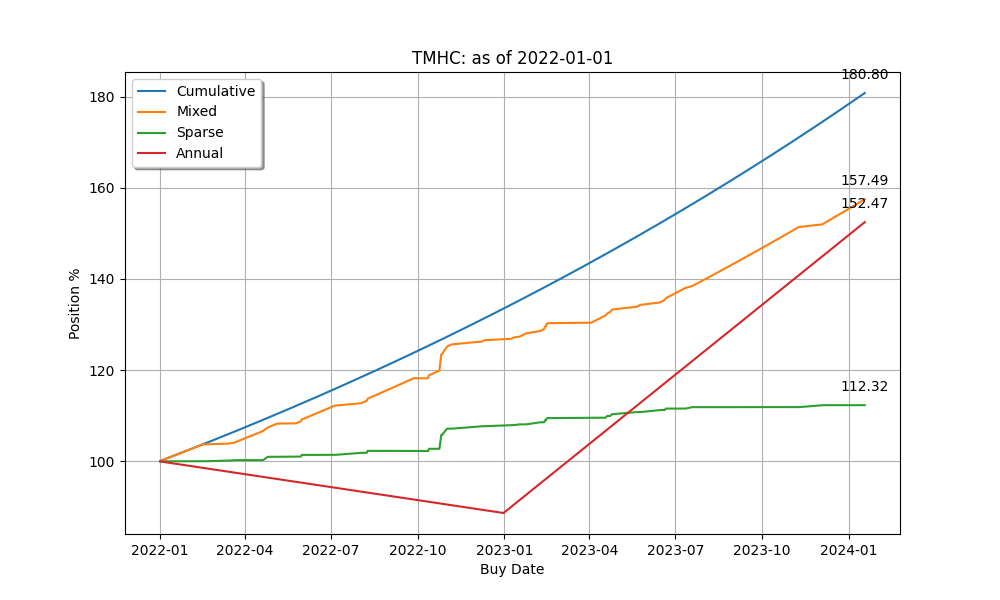 TMHC: as of 2022-01-01
180.80
180
Cumulative
Mixed
Sparse
Annual
157.49
160
152.47
140
120
112.32
100
Position %
2022-01 2022-04 2022-07 2022-10 2023-01 2023-04 2023-07 2023-10 2024-01
Buy Date